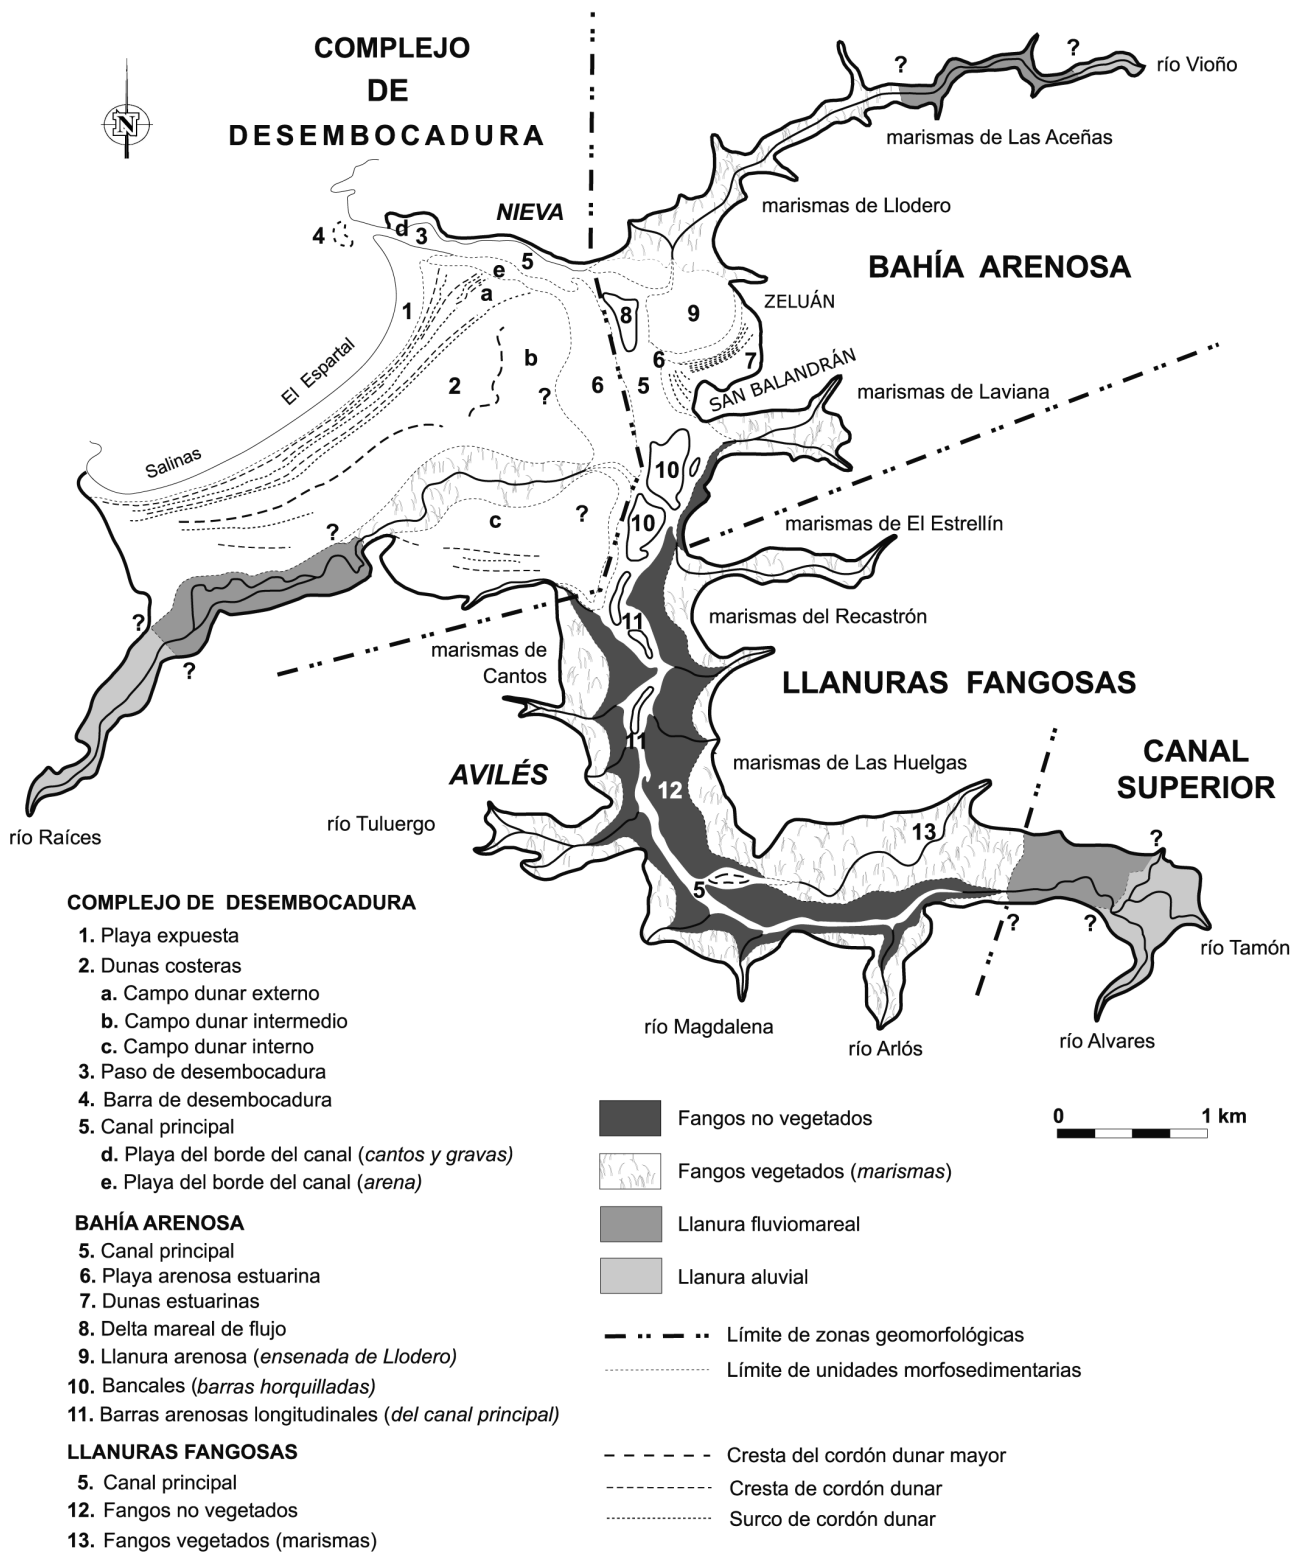 COMPLEJO
DE
DESEMBOCADURA
N
?
?
río Vioño
marismas de Las Aceñas
marismas de Llodero
NIEVA
BAHÍA ARENOSA
4
d
3
5
e
a
1
8
9
ZELUÁN
El Espartal
2
b
?
6
5
6
7
SAN BALANDRÁN
marismas de Laviana
Salinas
10
10
c
?
?
marismas de El Estrellín
?
?
11
marismas del Recastrón
marismas de
Cantos
LLANURAS FANGOSAS
11
CANAL
SUPERIOR
marismas de Las Huelgas
AVILÉS
12
río Raíces
río Tuluergo
13
?
5
?
?
río Tamón
río Magdalena
río Arlós
río Alvares
COMPLEJO DE DESEMBOCADURA
1. Playa expuesta
2. Dunas costeras
a. Campo dunar externo
b. Campo dunar intermedio
c. Campo dunar interno
3. Paso de desembocadura
4. Barra de desembocadura
5. Canal principal
d. Playa del borde del canal (cantos y gravas)
e. Playa del borde del canal (arena)
BAHÍA ARENOSA
5. Canal principal
6. Playa arenosa estuarina
7. Dunas estuarinas
8. Delta mareal de flujo
9. Llanura arenosa (ensenada de Llodero)
10. Bancales (barras horquilladas)
11. Barras arenosas longitudinales (del canal principal)
LLANURAS FANGOSAS
5. Canal principal
12. Fangos no vegetados
13. Fangos vegetados (marismas)
Fangos no vegetados
Fangos vegetados (marismas)
Llanura fluviomareal
Llanura aluvial
0 1 km
Límite de zonas geomorfológicas
Límite de unidades morfosedimentarias
Cresta del cordón dunar mayor
Cresta de cordón dunar
Surco de cordón dunar